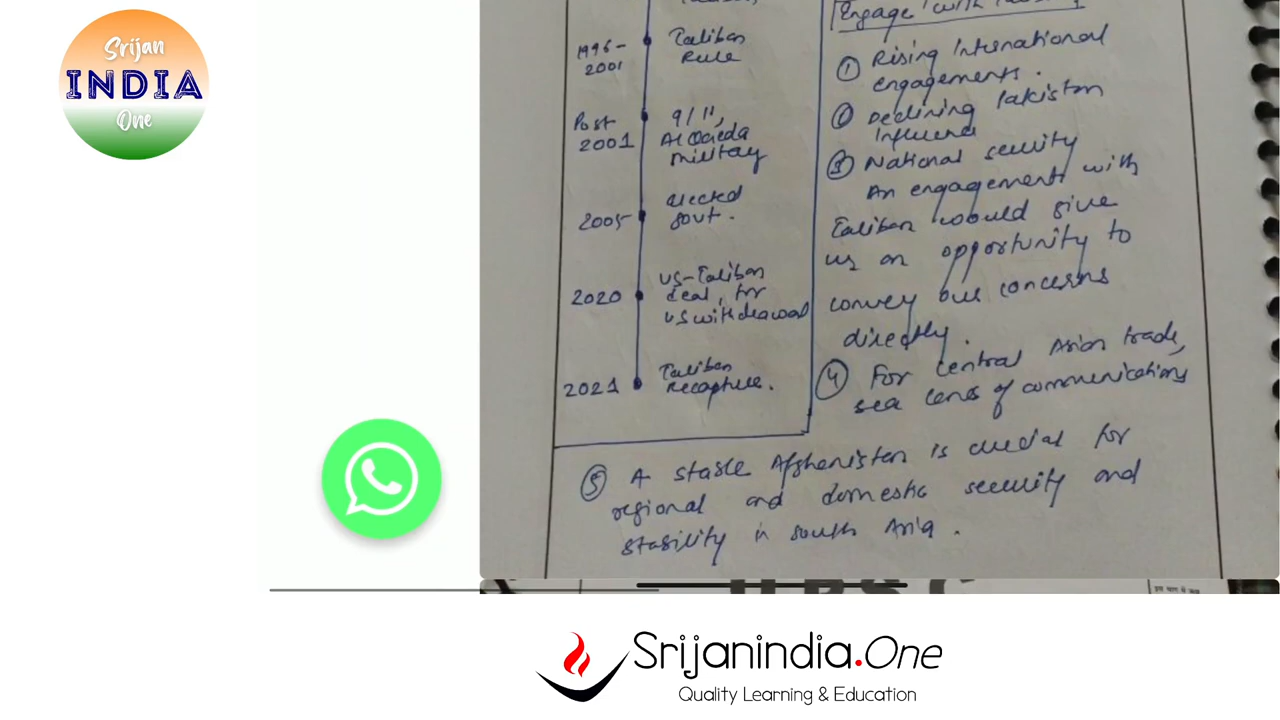 Srijan
INDIA
One
1996-
2001
Taliban
Rule
Post
2001
9/11,
Al Qaeda
military
2005
elected
govt.
2020
US-Taliban
deal, for
US withdrawal
2021
Taliban
Recapture.
Engage with
① Rising International
engagements.
Declining Pakistan
Influence
③ National security
An engagements with
Taliban would give
us an opportunity to
convey our concerns
directly.
④ For central Asian trade,
sea lanes of communications
⑤ A stable Afghanistan is crucial for
regional and domestic security and
stability in south Asia.
Srijanindia.One
Quality Learning & Education